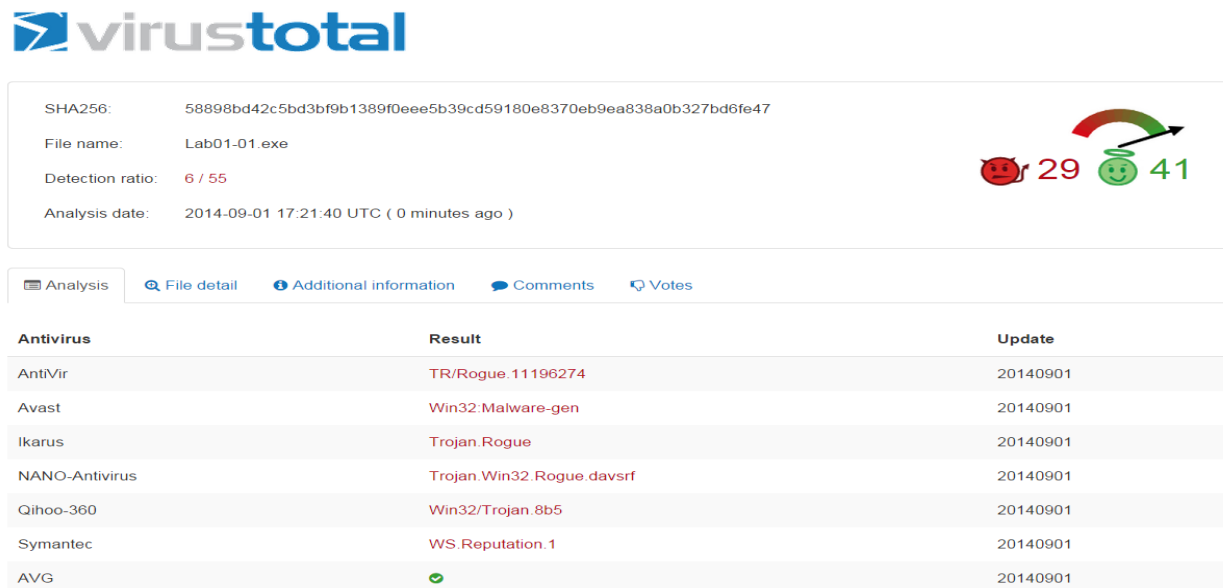 virustotal
SHA256: 58898bd42c5bd3bf9b1389f0eee5b39cd59180e8370eb9ea838a0b327bd6fe47
File name: Lab01-01.exe
Detection ratio: 6 / 55
Analysis date: 2014-09-01 17:21:40 UTC ( 0 minutes ago )
29 41
Analysis File detail Additional information Comments Votes
Antivirus Result Update
AntiVir TR/Rogue.11196274 20140901
Avast Win32:Malware-gen 20140901
Ikarus Trojan.Rogue 20140901
NANO-Antivirus Trojan.Win32.Rogue.davsrf 20140901
Qihoo-360 Win32/Trojan.8b5 20140901
Symantec WS.Reputation.1 20140901
AVG 20140901